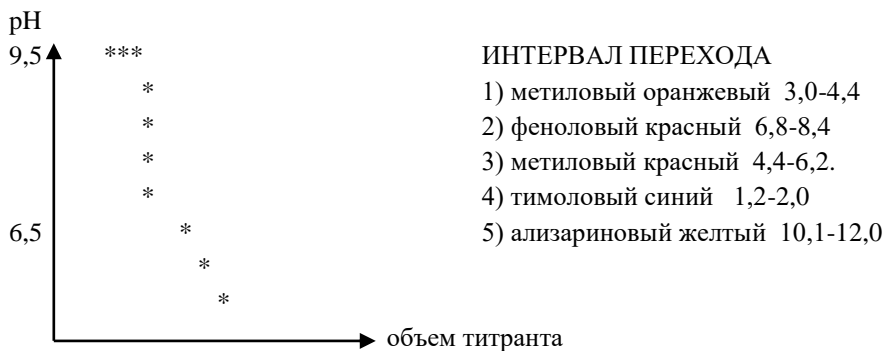 pH
9,5 *** ИНТЕРВАЛ ПЕРЕХОДА
* 1) метиловый оранжевый 3,0-4,4
* 2) феноловый красный 6,8-8,4
* 3) метиловый красный 4,4-6,2.
* 4) тимоловый синий 1,2-2,0
6,5 * 5) ализариновый желтый 10,1-12,0
*
*
объем титранта